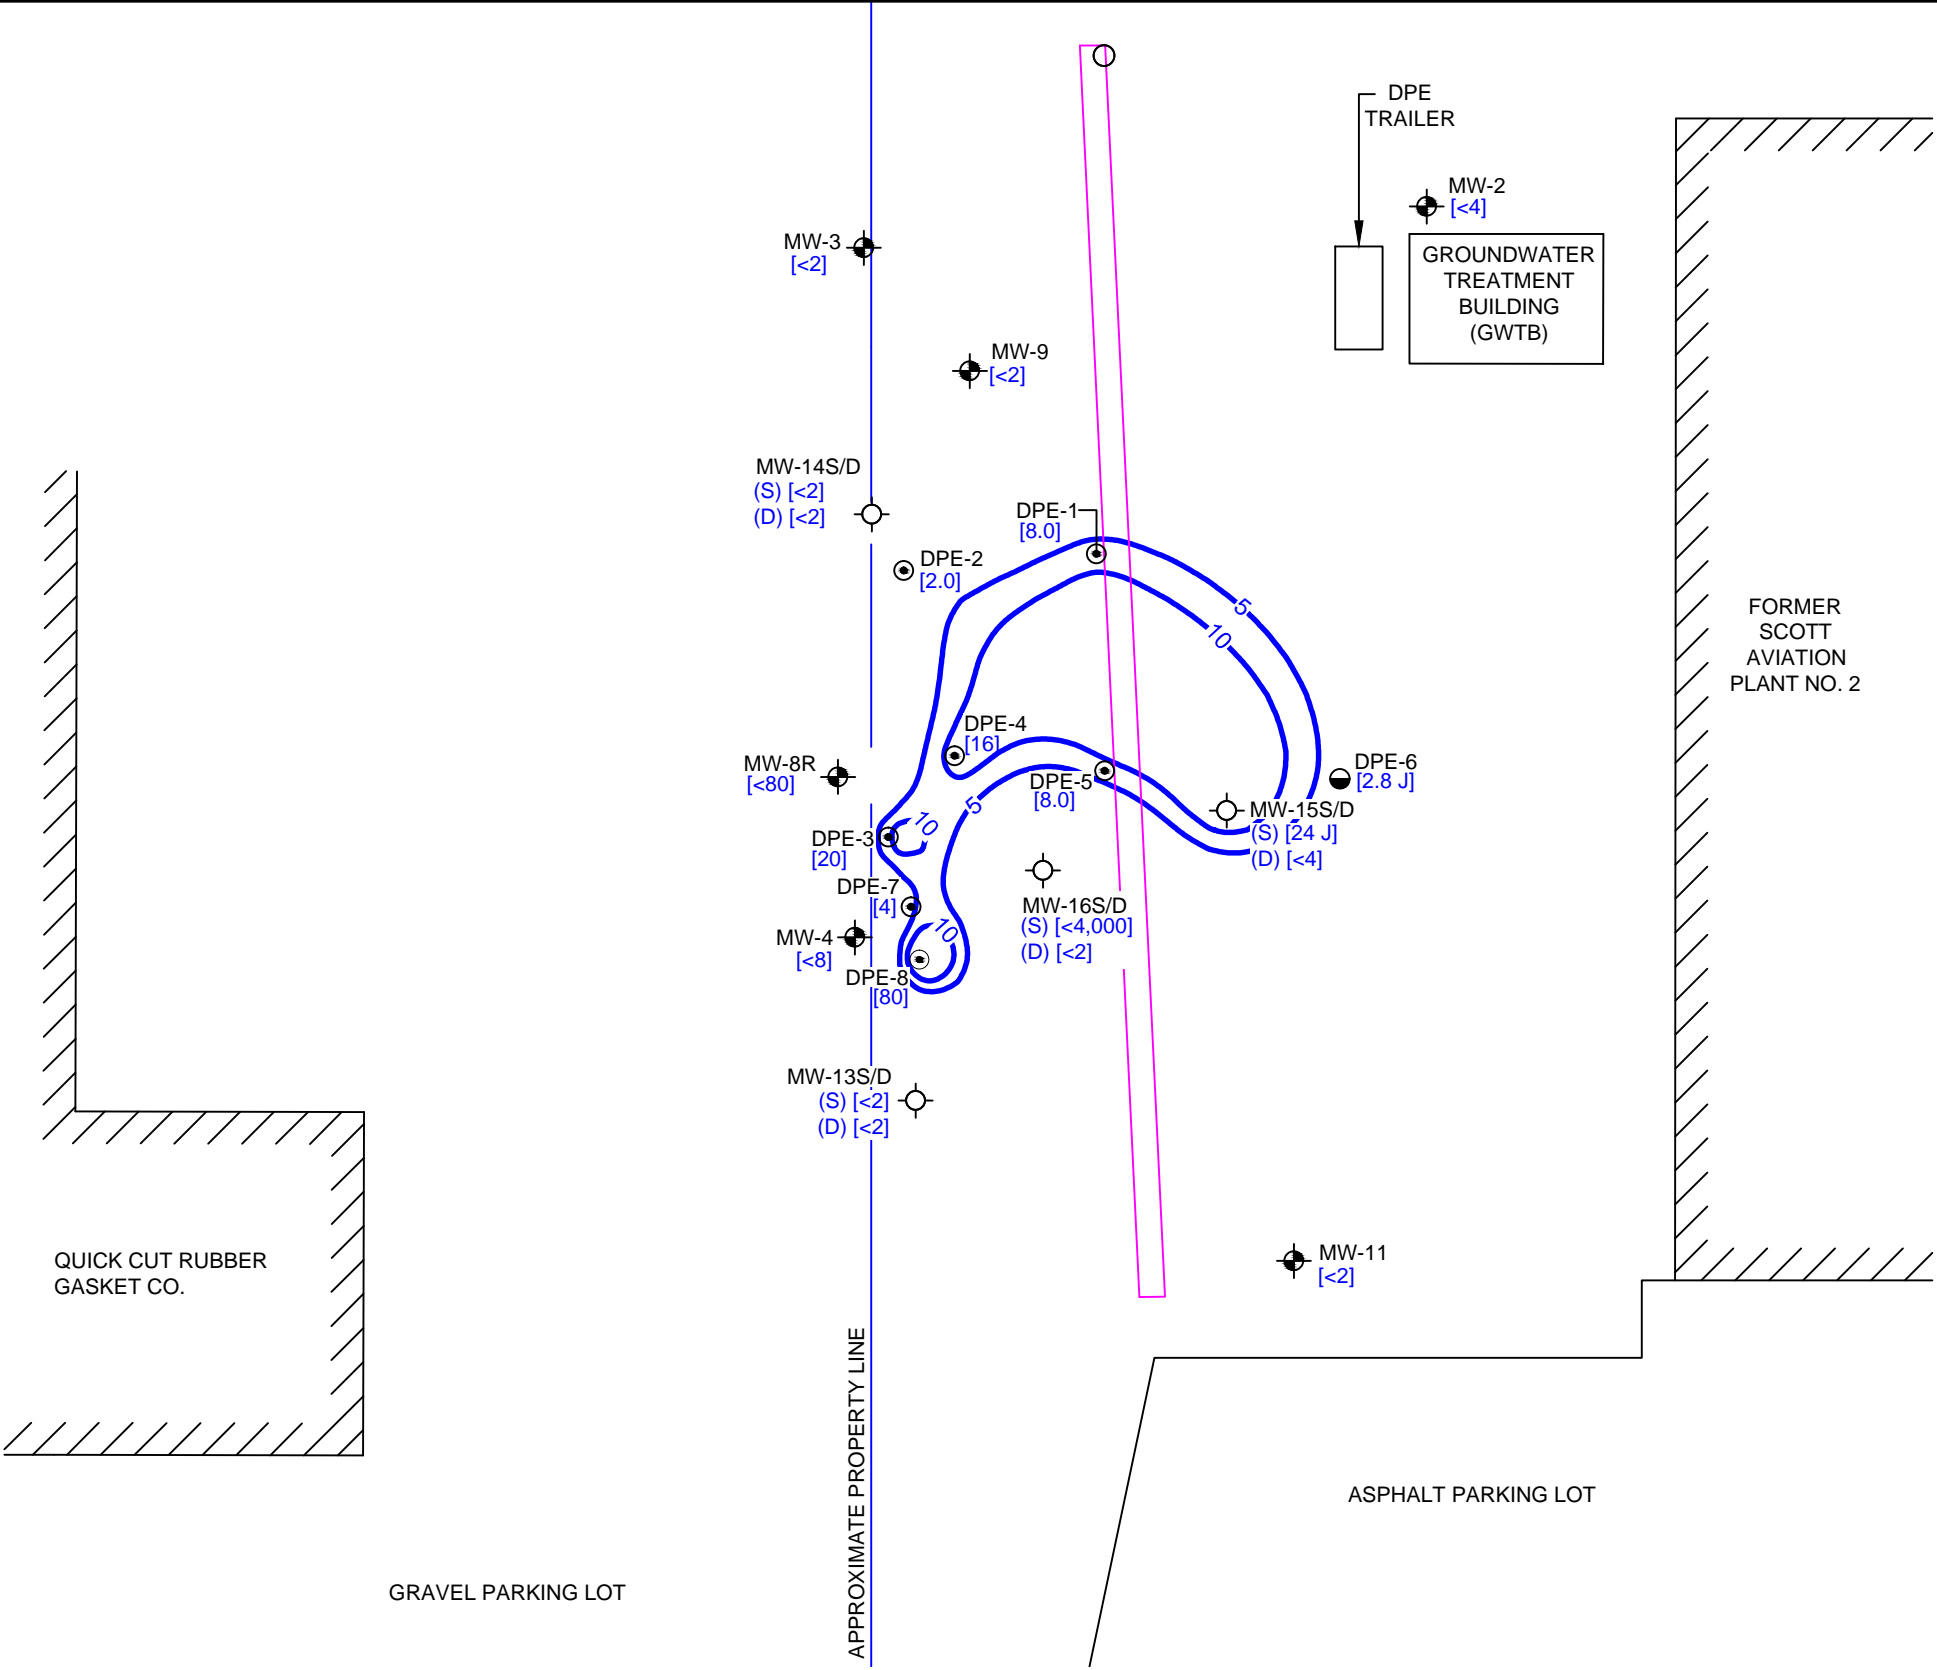 DPE
TRAILER
MW-2
[<4]
MW-3
[<2]
GROUNDWATER
TREATMENT
BUILDING
(GWTB)
MW-9
[<2]
MW-14S/D
(S) [<2]
(D) [<2]
DPE-1
[8.0]
DPE-2
[2.0]
5
10
FORMER
SCOTT
AVIATION
PLANT NO. 2
DPE-4
[16]
MW-8R
[<80]
DPE-5
[8.0]
DPE-6
[2.8 J]
5
10
MW-15S/D
(S) [24 J]
(D) [<4]
DPE-3
[20]
DPE-7
[4]
MW-16S/D
(S) [<4,000]
(D) [<2]
10
MW-4
[<8]
DPE-8
[80]
MW-13S/D
(S) [<2]
(D) [<2]
MW-11
[<2]
QUICK CUT RUBBER
GASKET CO.
APPROXIMATE PROPERTY LINE
ASPHALT PARKING LOT
GRAVEL PARKING LOT